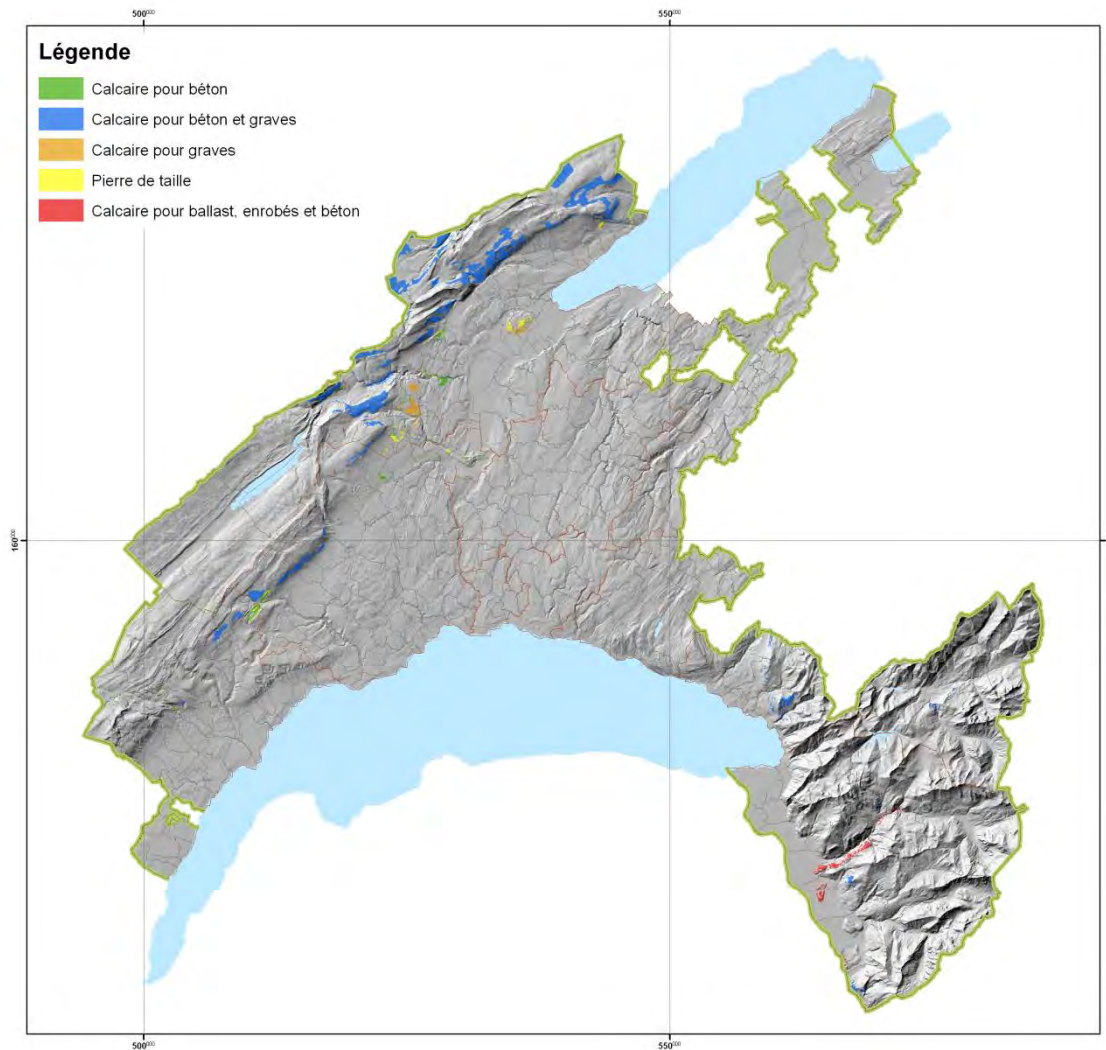 500000
550000
Légende
Calcaire pour béton
Calcaire pour béton et graves
Calcaire pour graves
Pierre de taille
Calcaire pour ballast, enrobés et béton
160000
500000
550000